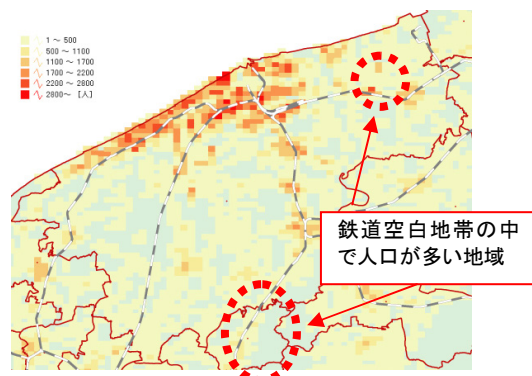 1 ～ 500
500 ～ 1100
1100 ～ 1700
1700 ～ 2200
2200 ～ 2800
2800～ [人]
鉄道空白地帯の中
で人口が多い地域